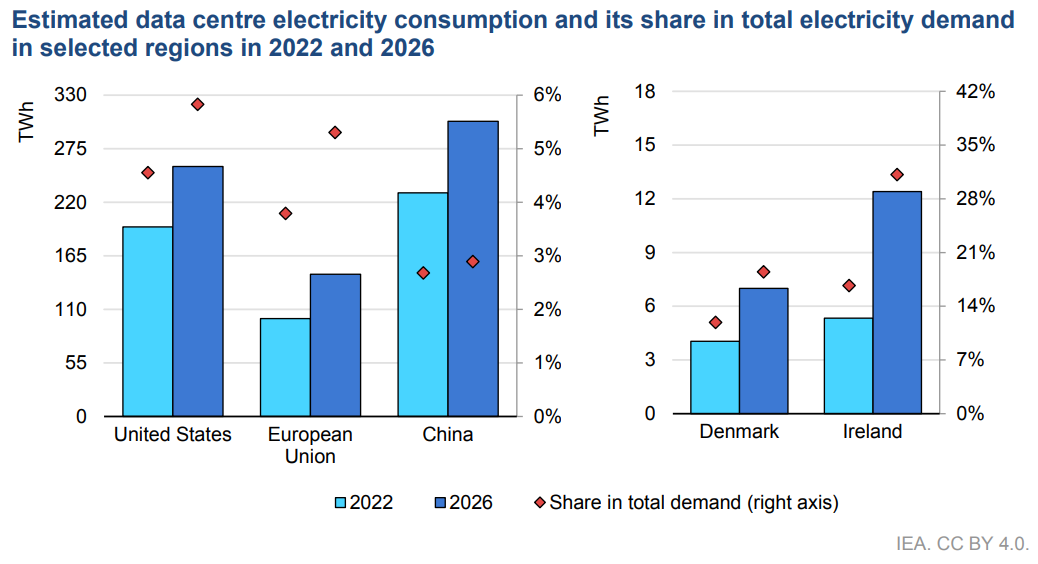 Estimated data centre electricity consumption and its share in total electricity demand
in selected regions in 2022 and 2026
TWh
330
275
220
165
110
55
0
6%
5%
4%
3%
2%
1%
0%
United States
European
Union
China
TWh
18
15
12
9
6
3
0
42%
35%
28%
21%
14%
7%
0%
Denmark
Ireland
2022
2026
Share in total demand (right axis)
IEA. CC BY 4.0.